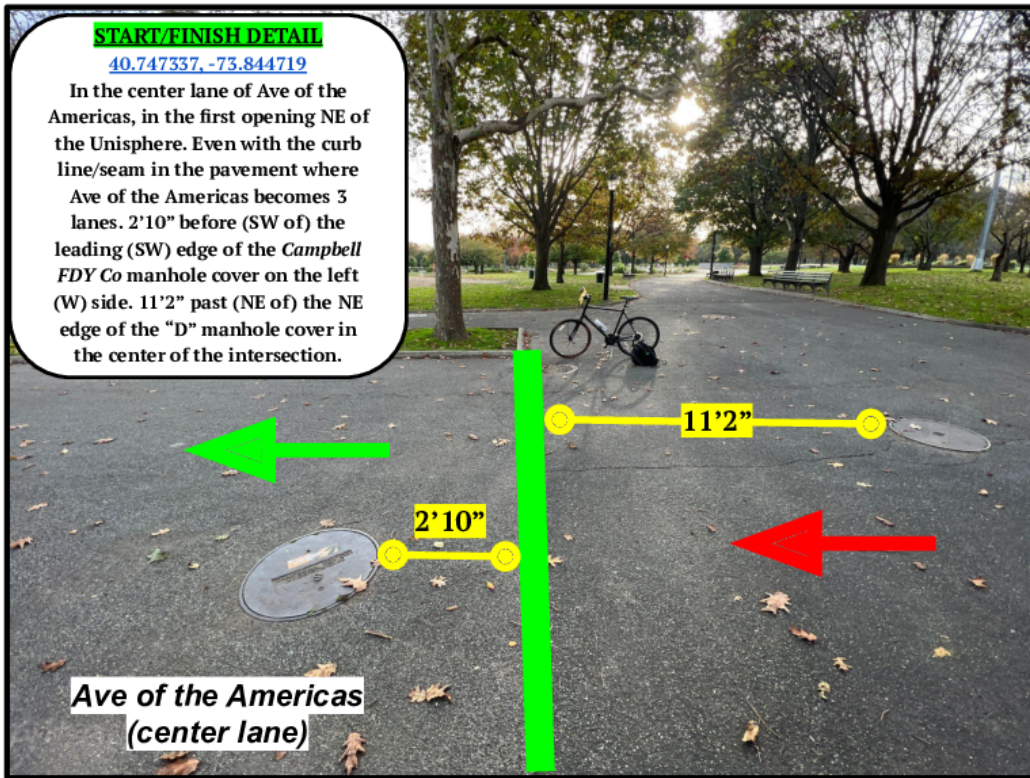 START/FINISH DETAIL
40.747337, -73.844719
In the center lane of Ave of the
Americas, in the first opening NE of
the Unisphere. Even with the curb
line/seam in the pavement where
Ave of the Americas becomes 3
lanes. 2’10” before (SW of) the
leading (SW) edge of the Campbell
FDY Co manhole cover on the left
(W) side. 11’2” past (NE of) the NE
edge of the “D” manhole cover in
the center of the intersection.
11’2”
2’10”
Ave of the Americas
(center lane)